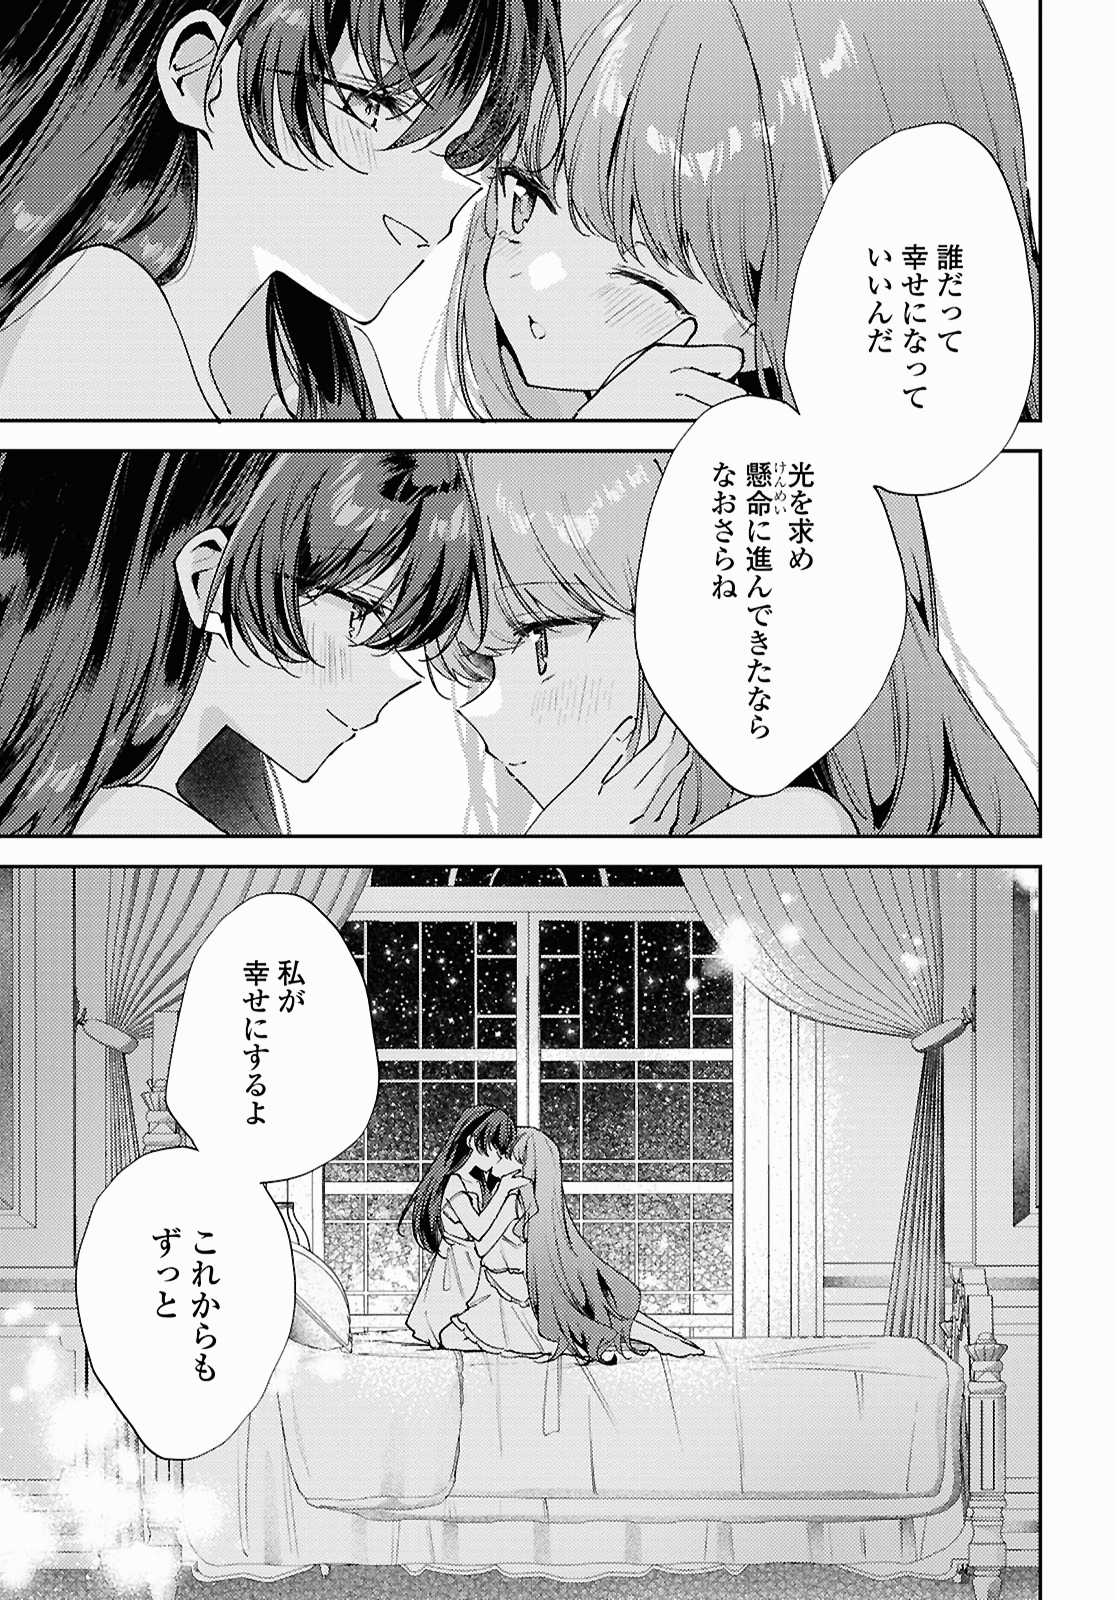 誰だって
幸せになって
いいんだ
光を求め
懸命に進んできたなら
けんめい
なおさらね
私が
幸せにするよ
これからも
ずっと